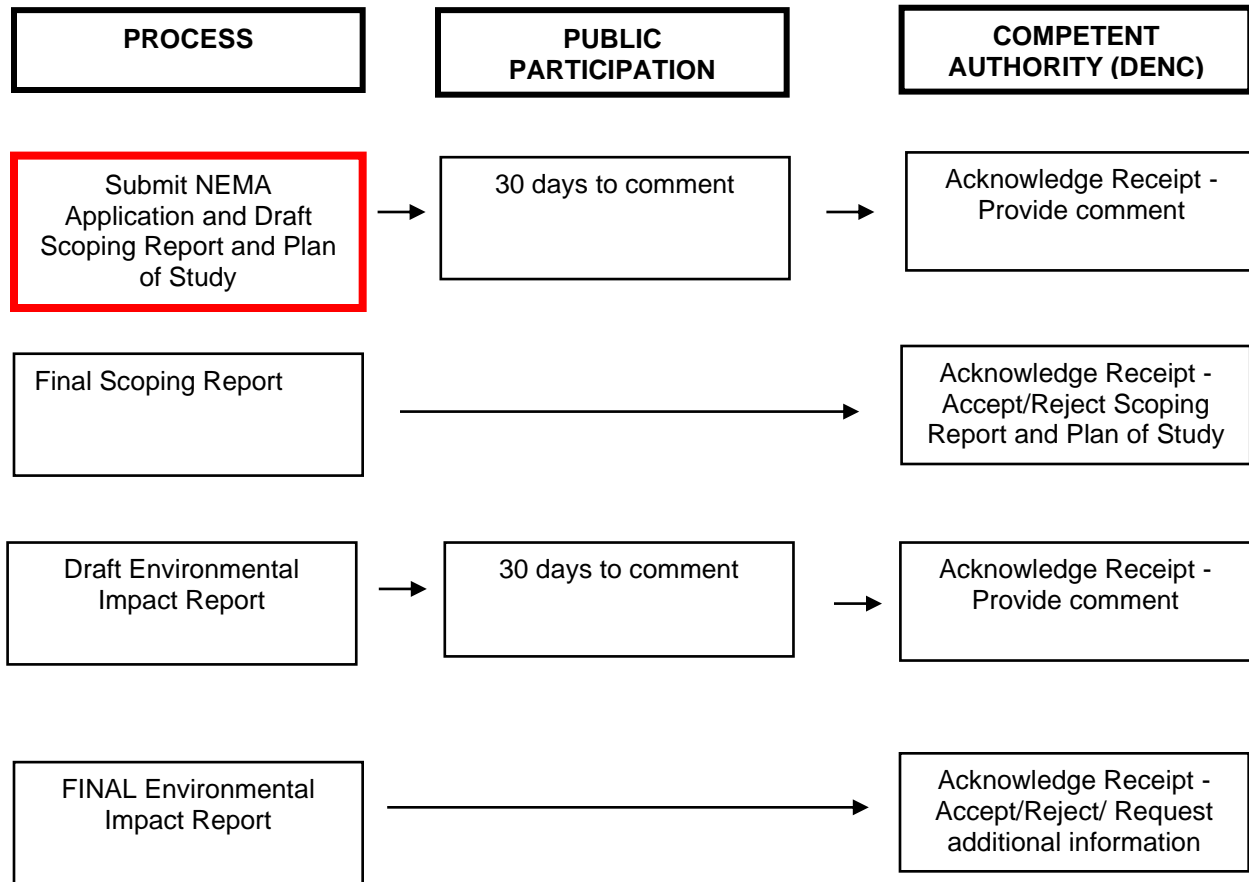 PROCESS
PUBLIC
PARTICIPATION
COMPETENT
AUTHORITY (DENC)
Submit NEMA
Application and Draft
Scoping Report and Plan
of Study
30 days to comment
Acknowledge Receipt -
Provide comment
Final Scoping Report
Acknowledge Receipt -
Accept/Reject Scoping
Report and Plan of Study
Draft Environmental
Impact Report
30 days to comment
Acknowledge Receipt -
Provide comment
FINAL Environmental
Impact Report
Acknowledge Receipt -
Accept/Reject/ Request
additional information